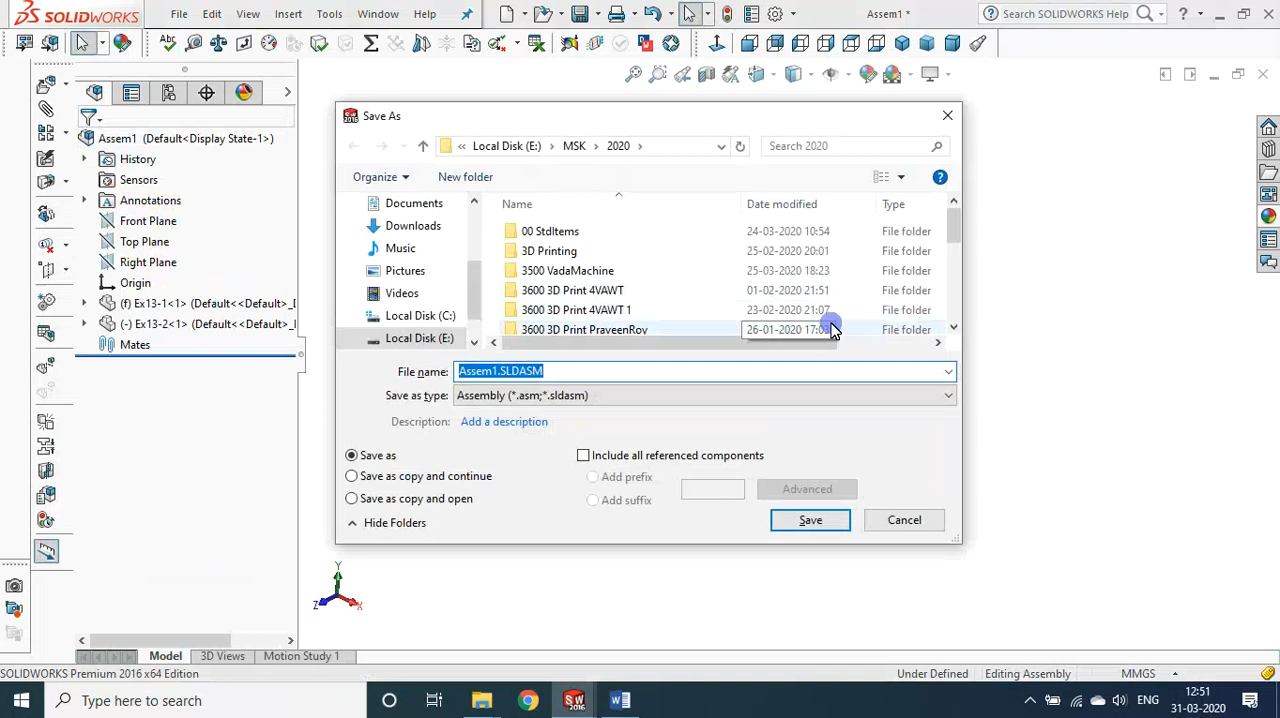 SOLIDWORKS File Edit View Insert Tools Window Help Assem1 * Search SOLIDWORKS Help ?
Save As
Local Disk (E:) MSK 2020 Search 2020
Assem1 (Default<Display State-1>)
Organize New folder
History
Sensors
Annotations
Front Plane
Top Plane
Right Plane
Origin
(f) Ex13-1<1> (Default<<Default>_
(-) Ex13-2<1> (Default<<Default>_
Mates
Documents
Downloads
Music
Pictures
Videos
Local Disk (C:)
Local Disk (E:)
Name Date modified Type
00 StdItems 24-03-2020 10:54 File folder
3D Printing 25-02-2020 20:01 File folder
3500 VadaMachine 25-03-2020 18:23 File folder
3600 3D Print 4VAWT 01-02-2020 21:51 File folder
3600 3D Print 4VAWT 1 23-02-2020 21:07 File folder
3600 3D Print PraveenRoy 26-01-2020 File folder
File name: Assem1.SLDASM
Save as type: Assembly (*.asm;*.sldasm)
Description: Add a description
Save as
Save as copy and continue
Save as copy and open
Include all referenced components
Add prefix
Add suffix
Advanced
Hide Folders
Save Cancel
Y
Z X
Model 3D Views Motion Study 1
SOLIDWORKS Premium 2016 x64 Edition Under Defined Editing Assembly MMGS
Type here to search ENG 12:51
31-03-2020